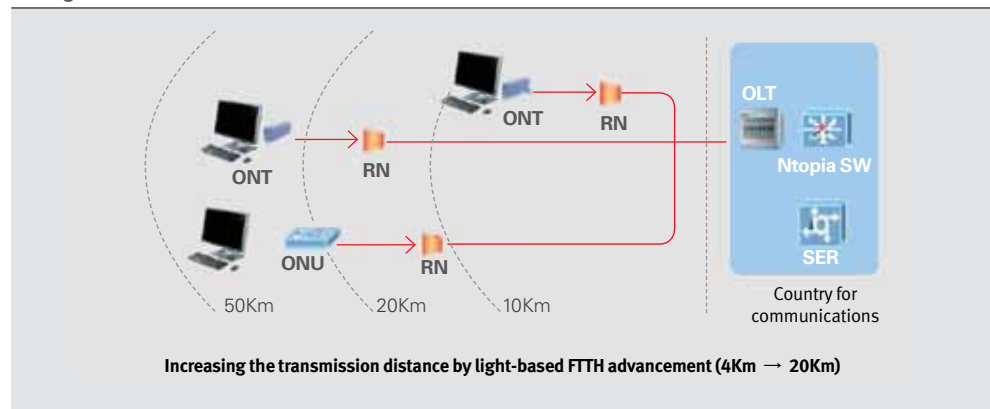 ONT
RN
OLT
Ntopia SW
ONT
RN
ONU
RN
SER
50Km
20Km
10Km
Country for
communications
Increasing the transmission distance by light-based FTTH advancement (4Km → 20Km)